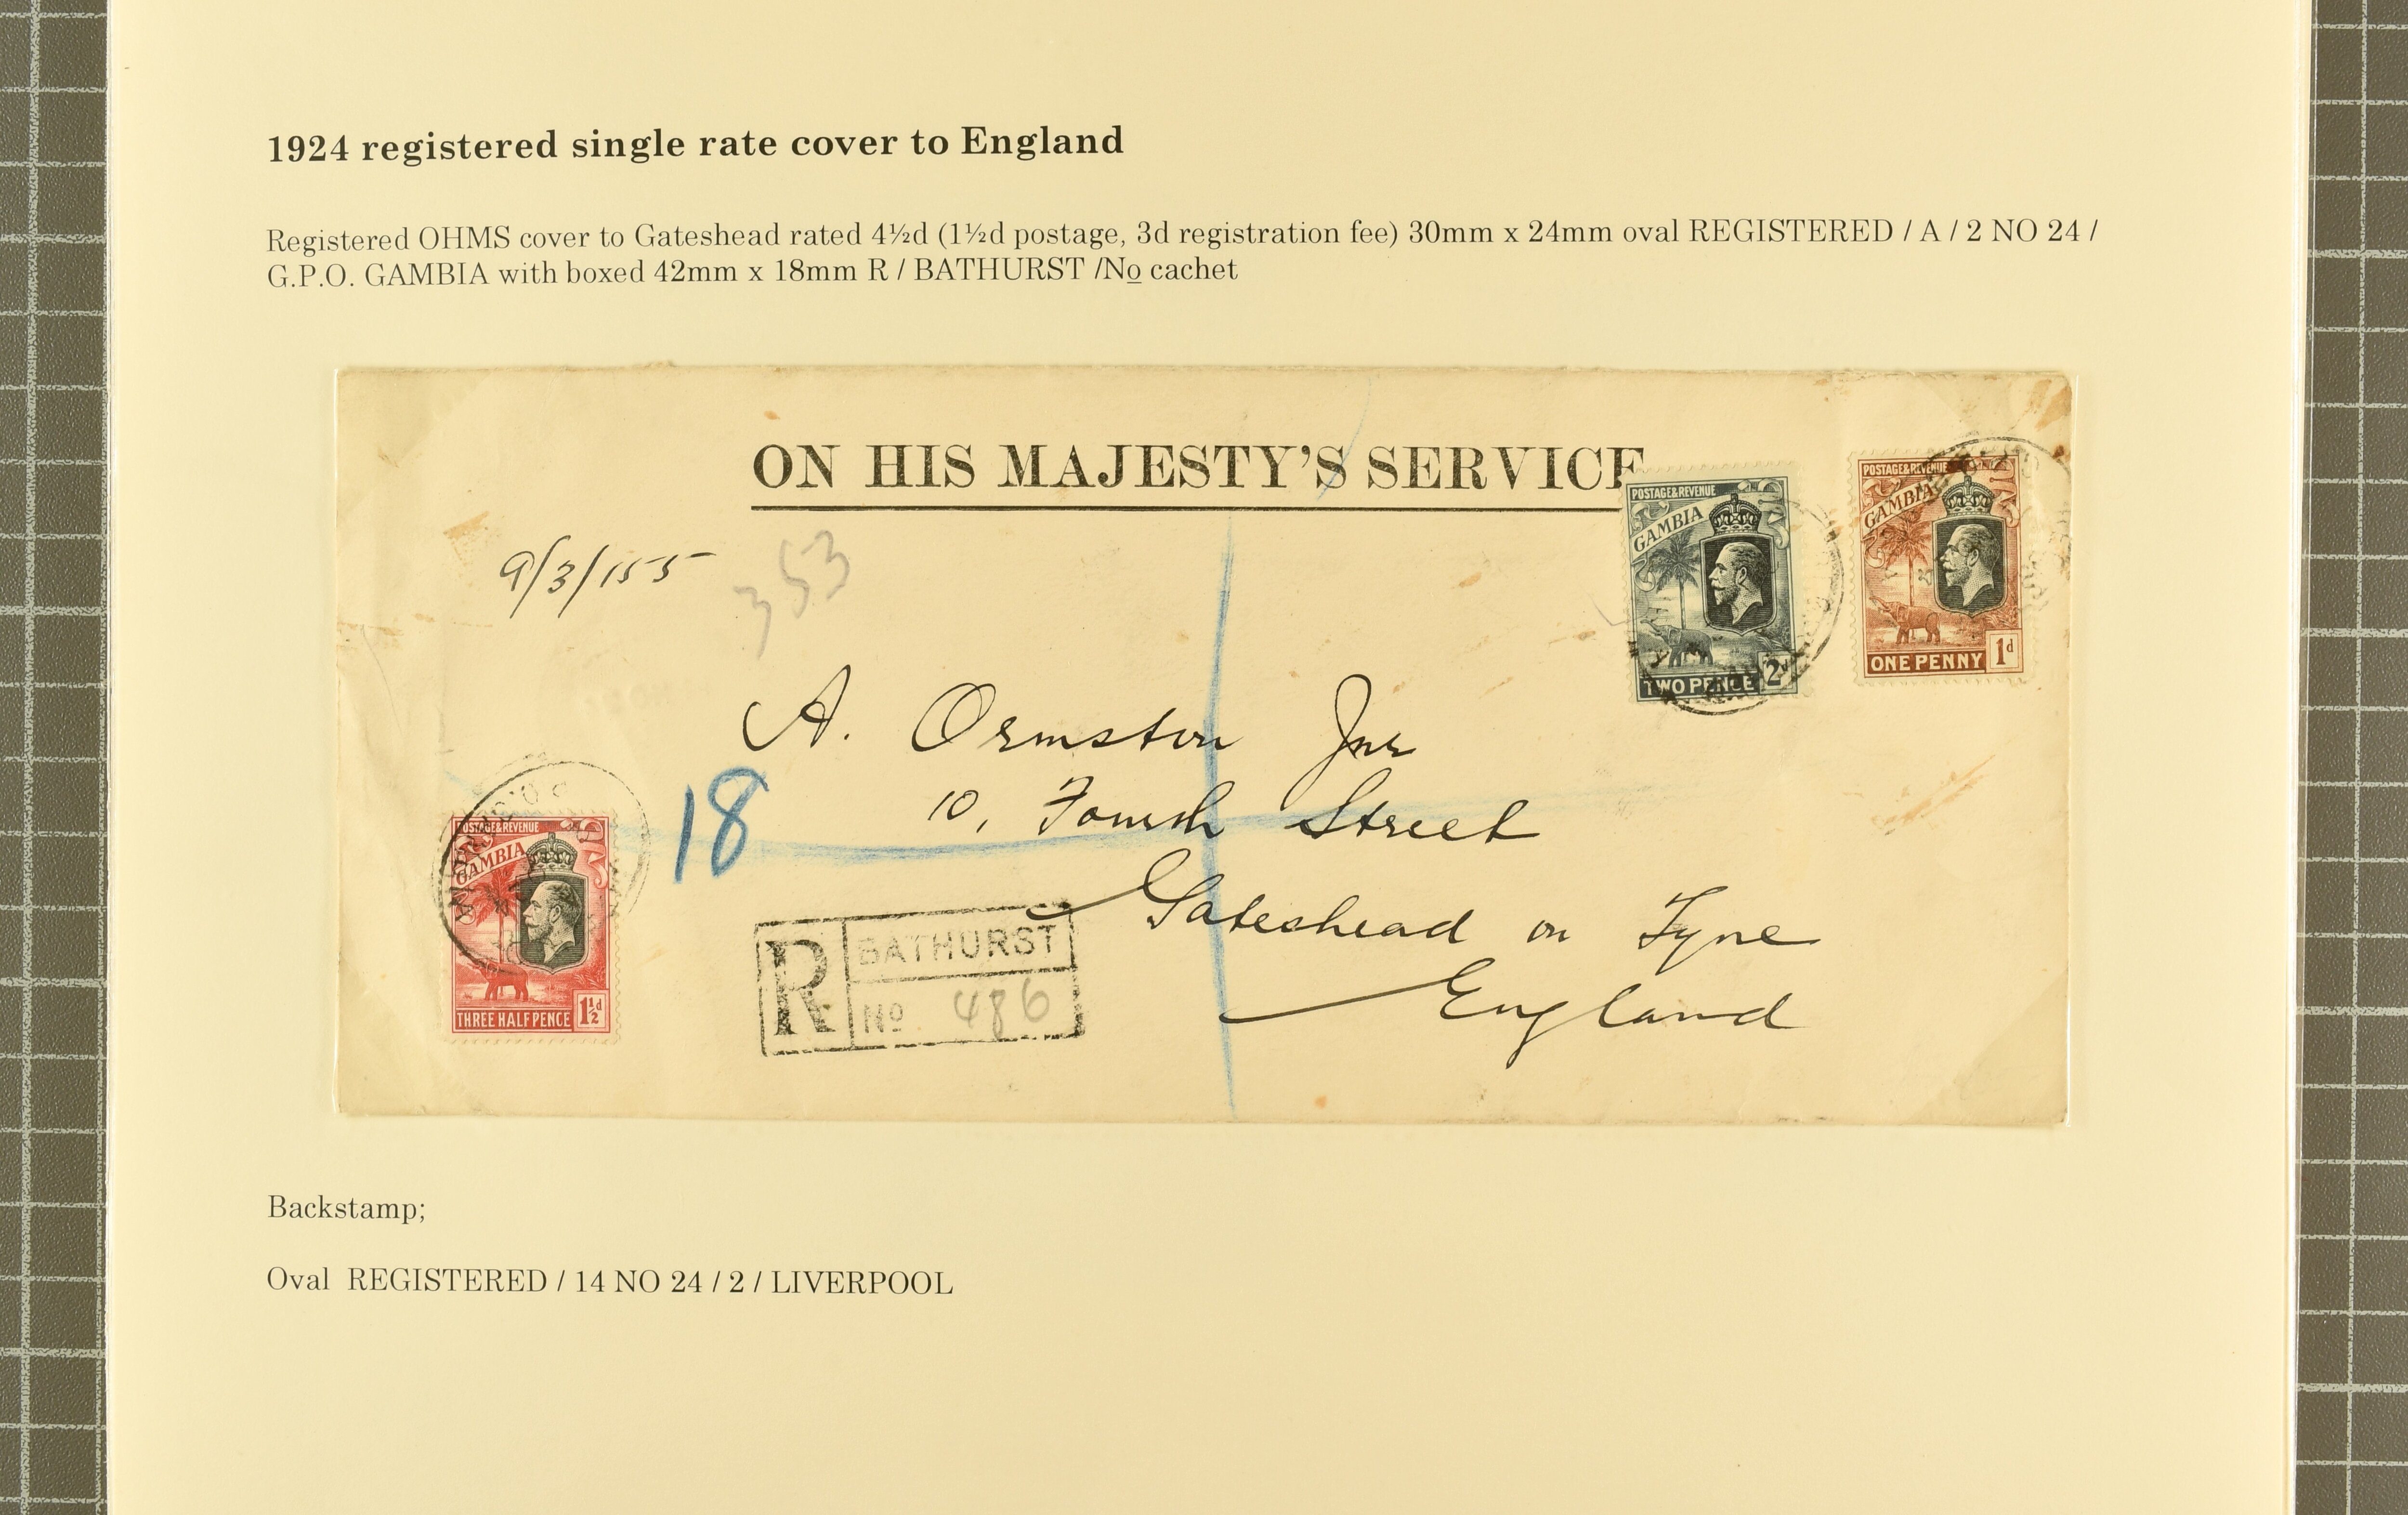 1924 registered single rate cover to England
Registered OHMS cover to Gateshead rated 4½d (1½d postage, 3d registration fee) 30mm x 24mm oval REGISTERED / A / 2 NO 24 /
G.P.O. GAMBIA with boxed 42mm x 18mm R / BATHURST /No cachet
ON HIS MAJESTY'S SERVICE
9/3/155
353
POSTAGE & REVENUE
GAMBIA
TWO PENCE 2d
POSTAGE & REVENUE
GAMBIA
ONE PENNY 1d
A. Ormston Jnr
18
10, Fourth Street
Gateshead on Tyne
England
POSTAGE & REVENUE
GAMBIA
THREE HALF PENCE 1½d
R BATHURST
No 486
Backstamp;
Oval REGISTERED / 14 NO 24 / 2 / LIVERPOOL